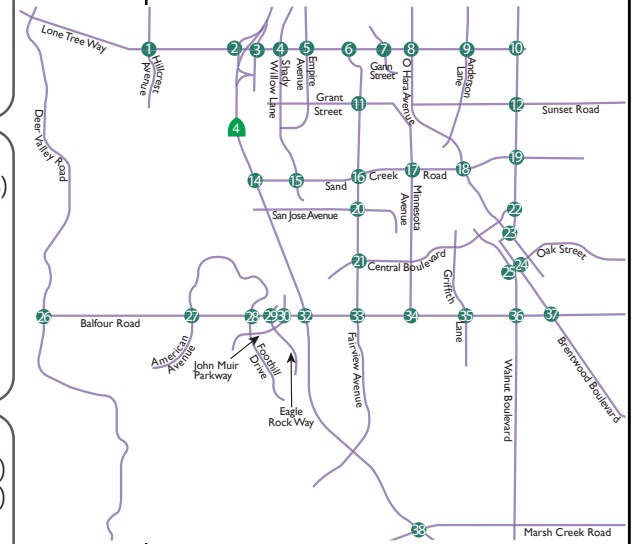 Lone Tree Way
1
2
3
4
5
6
7
8
9
10
Hillcrest
Avenue
Shady
Willow Lane
Empire
Avenue
Gann
Street
O Hara Avenue
Anderson
Lane
Grant
Street
11
12
Sunset Road
Deer Valley Road
4
14
15
Sand
16
Creek
17
Road
18
19
San Jose Avenue
20
Minnesota
Avenue
22
23
21
Central Boulevard
Griffith
Lane
24
25
Oak Street
26
Balfour Road
27
28
29
30
32
33
34
35
36
37
American
Avenue
John Muir
Parkway
Foothill
Drive
Eagle
Rock Way
Fairview Avenue
Walnut Boulevard
Brentwood Boulevard
38
Marsh Creek Road
)
)
)